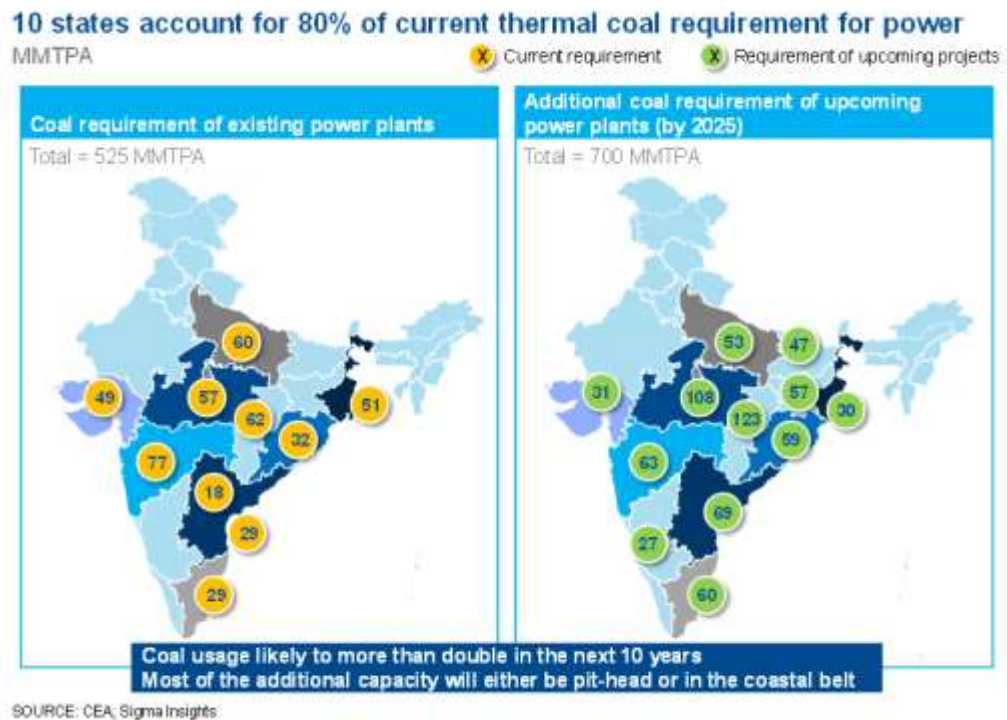 10 states account for 80% of current thermal coal requirement for power
MMTPA
X Current requirement
X Requirement of upcoming projects
Coal requirement of existing power plants
Total = 525 MMTPA
60
49
57
51
62
32
77
18
29
29
Additional coal requirement of upcoming
power plants (by 2025)
Total = 700 MMTPA
53
47
31
108
57
30
123
59
63
69
27
60
Coal usage likely to more than double in the next 10 years
Most of the additional capacity will either be pit-head or in the coastal belt
SOURCE: CEA; Sigma Insights